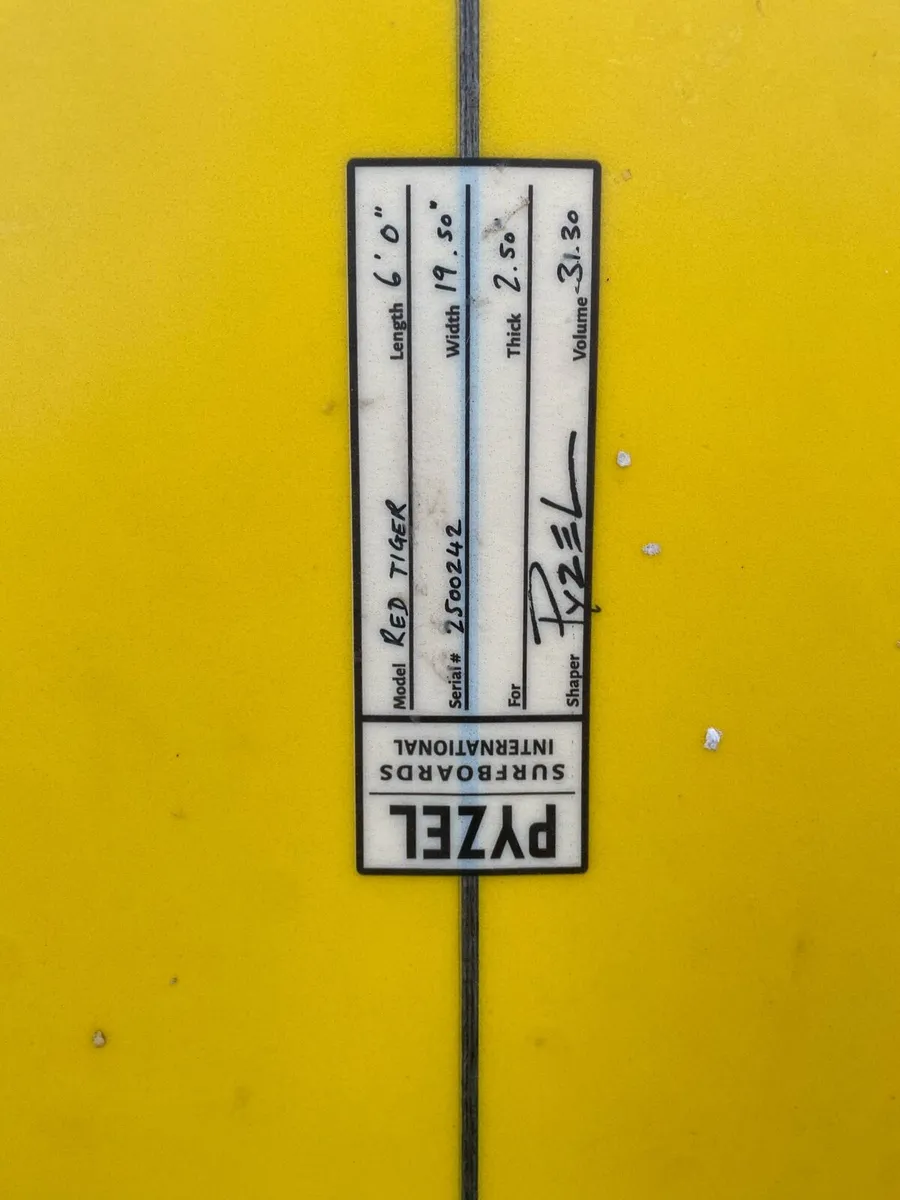 PYZEL
SURFBOARDS
INTERNATIONAL
Model RED TIGER Length 6'0"
Serial # 2500242 Width 19.50"
For Thick 2.50
Shaper PYZEL Volume 31.30